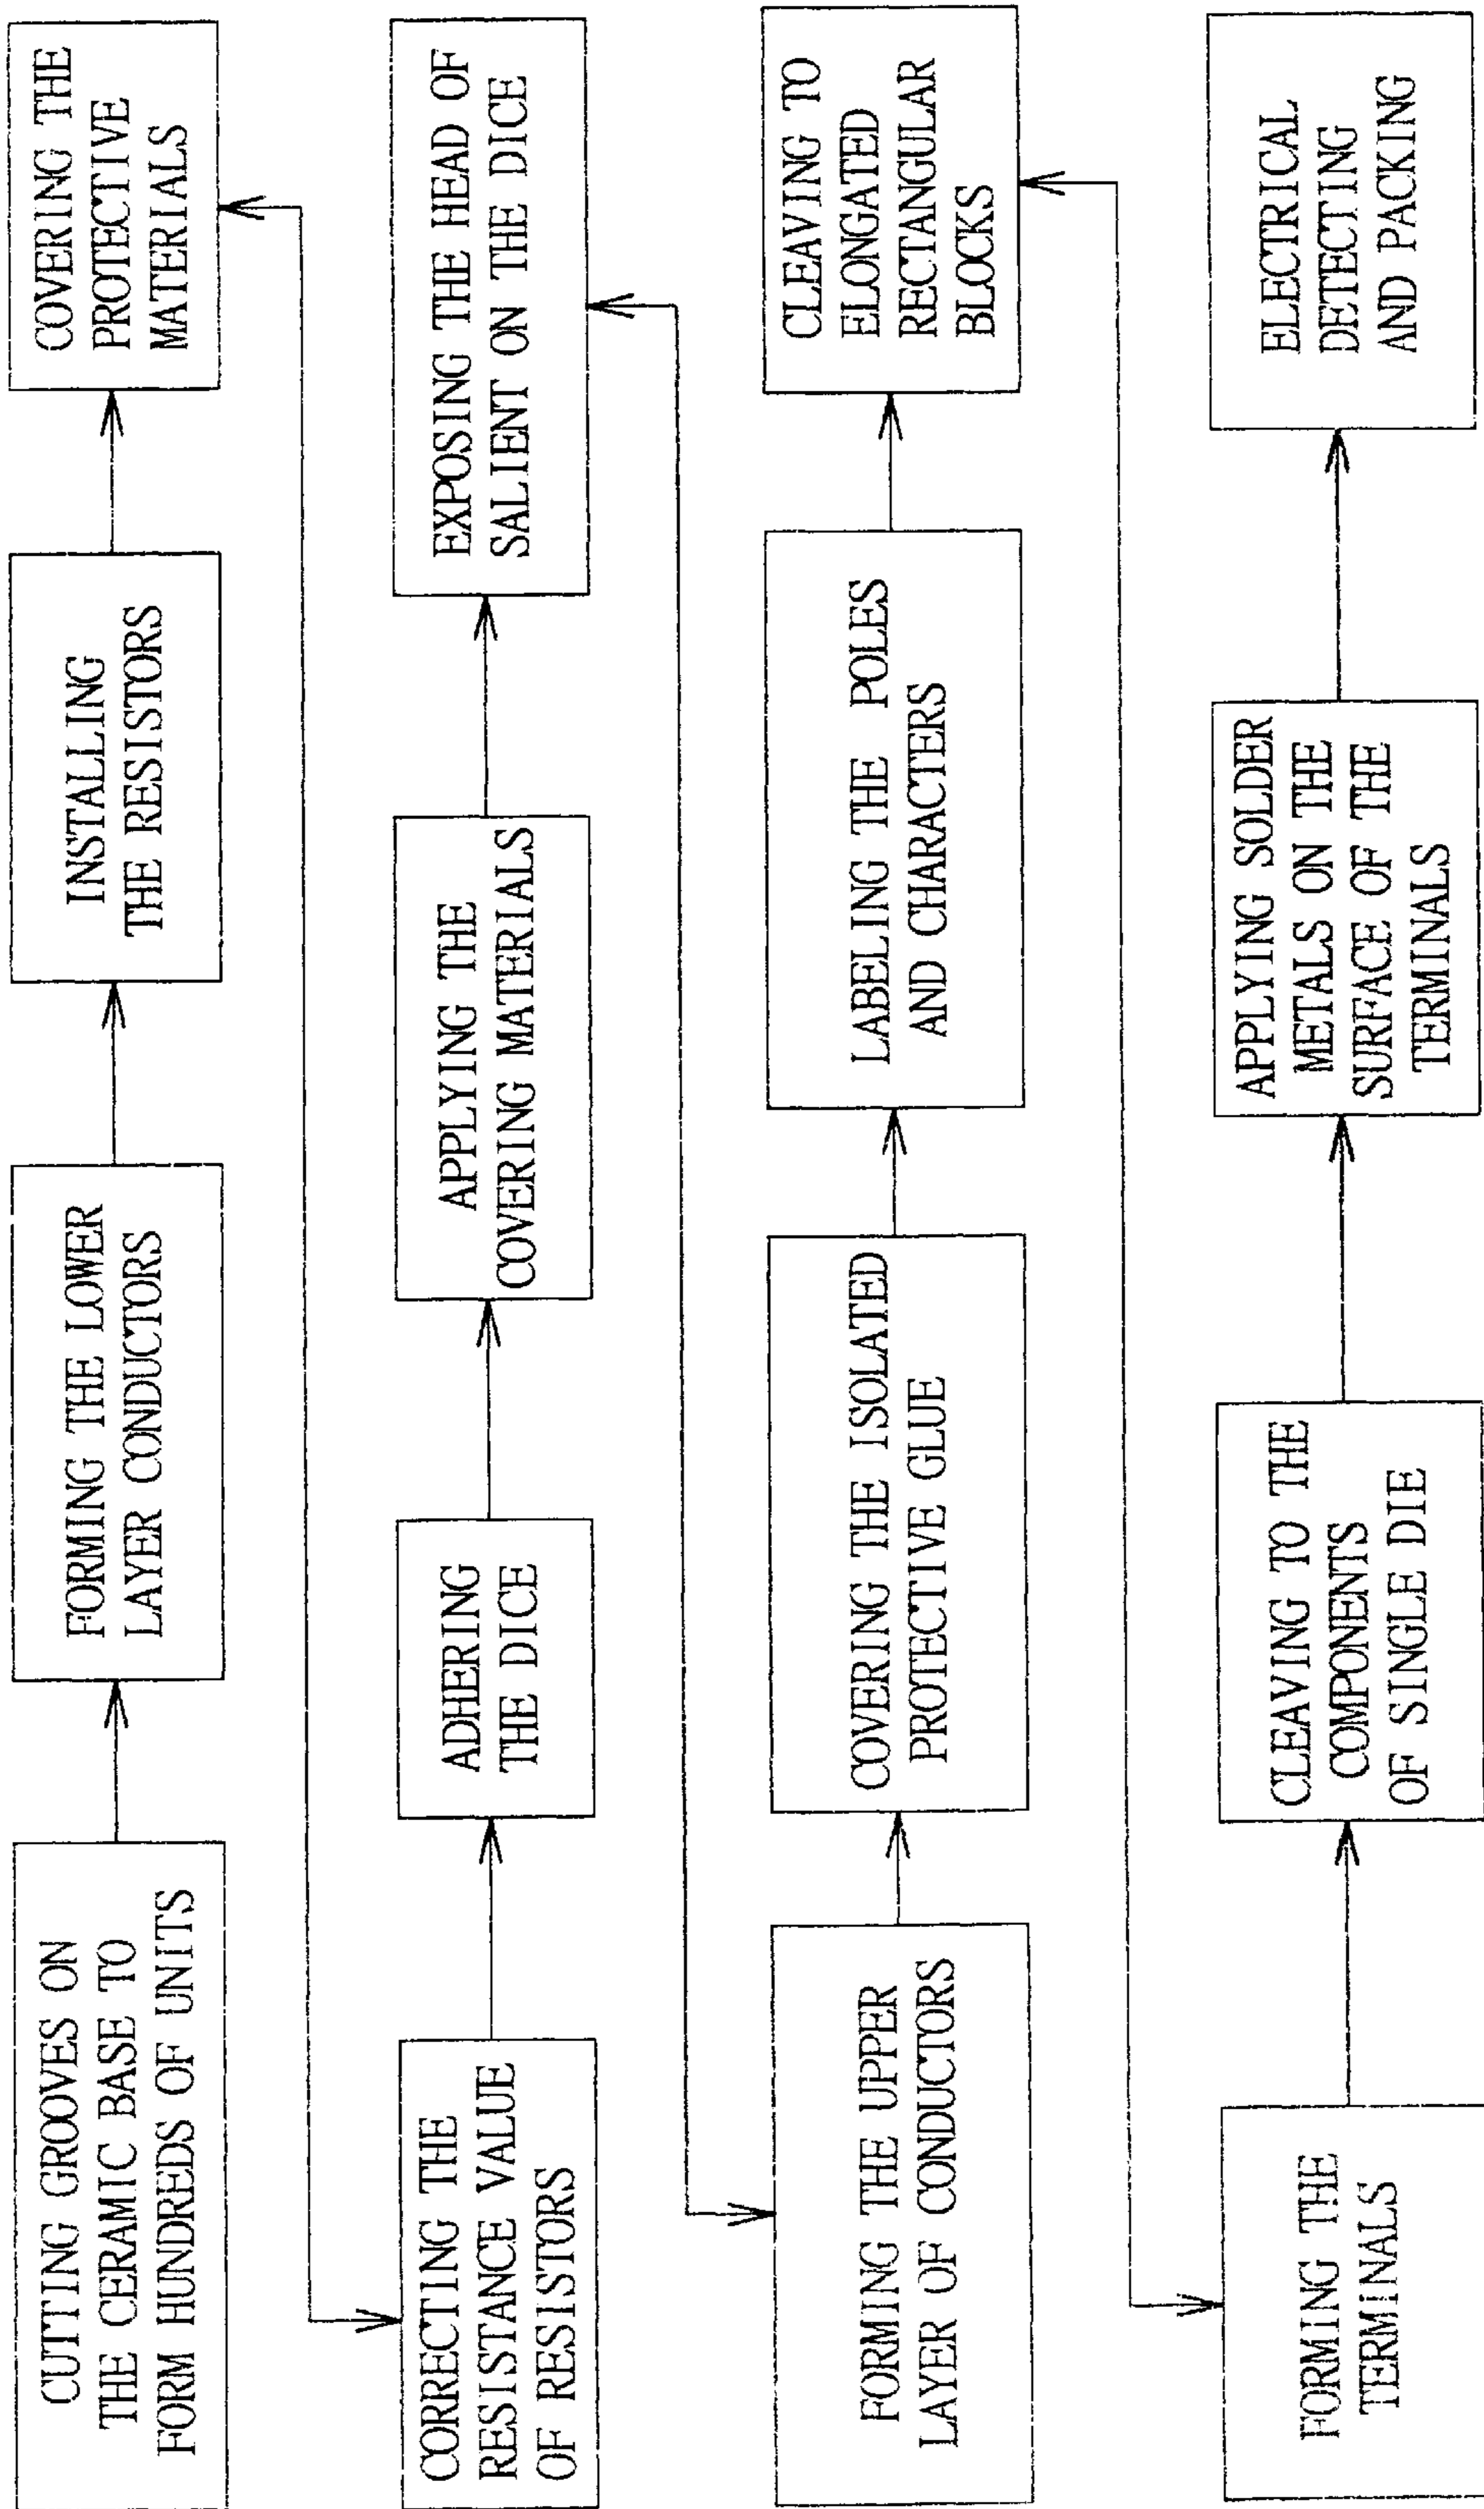 CUTTING GROOVES ON
THE CERAMIC BASE TO
FORM HUNDREDS OF UNITS
FORMING THE LOWER
LAYER CONDUCTORS
INSTALLING
THE RESISTORS
COVERING THE
PROTECTIVE
MATERIALS
CORRECTING THE
RESISTANCE VALUE
OF RESISTORS
ADHERING
THE DICE
APPLYING THE
COVERING MATERIALS
EXPOSING THE HEAD OF
SALIENT ON THE DICE
FORMING THE UPPER
LAYER OF CONDUCTORS
COVERING THE ISOLATED
PROTECTIVE GLUE
LABELING THE POLES
AND CHARACTERS
CLEAVING TO
ELONGATED
RECTANGULAR
BLOCKS
FORMING THE
TERMINALS
CLEAVING TO THE
COMPONENTS
OF SINGLE DIE
APPLYING SOLDER
METALS ON THE
SURFACE OF THE
TERMINALS
ELECTRICAL
DETECTING
AND PACKING